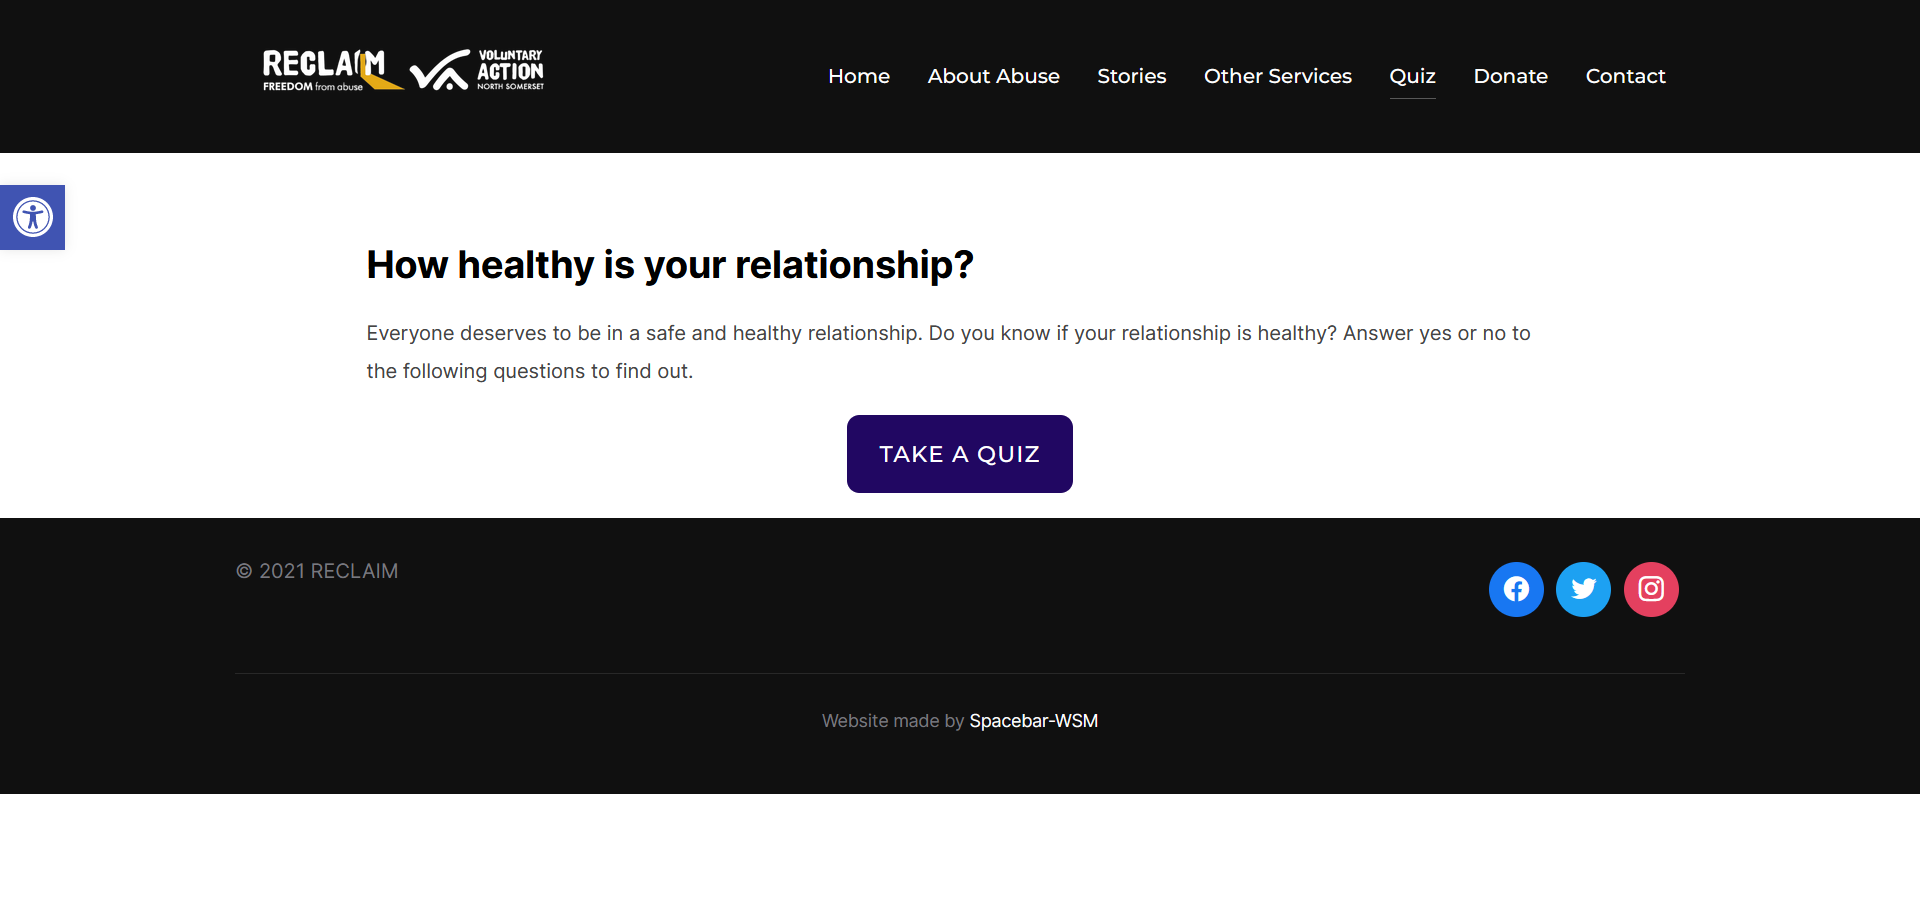 RECLAIM
FREEDOM from abuse
VOLUNTARY
ACTION
NORTH SOMERSET
Home About Abuse Stories Other Services Quiz Donate Contact
How healthy is your relationship?
Everyone deserves to be in a safe and healthy relationship. Do you know if your relationship is healthy? Answer yes or no to
the following questions to find out.
TAKE A QUIZ
© 2021 RECLAIM
Website made by Spacebar-WSM